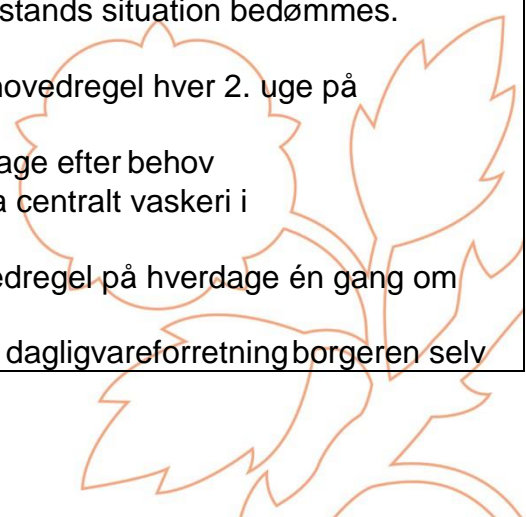 stands situation bedømmes.
hovedregel hver 2. uge på
age efter behov
a centralt vaskeri i
edregel på hverdage én gang om
dagligvareforretning borgeren selv